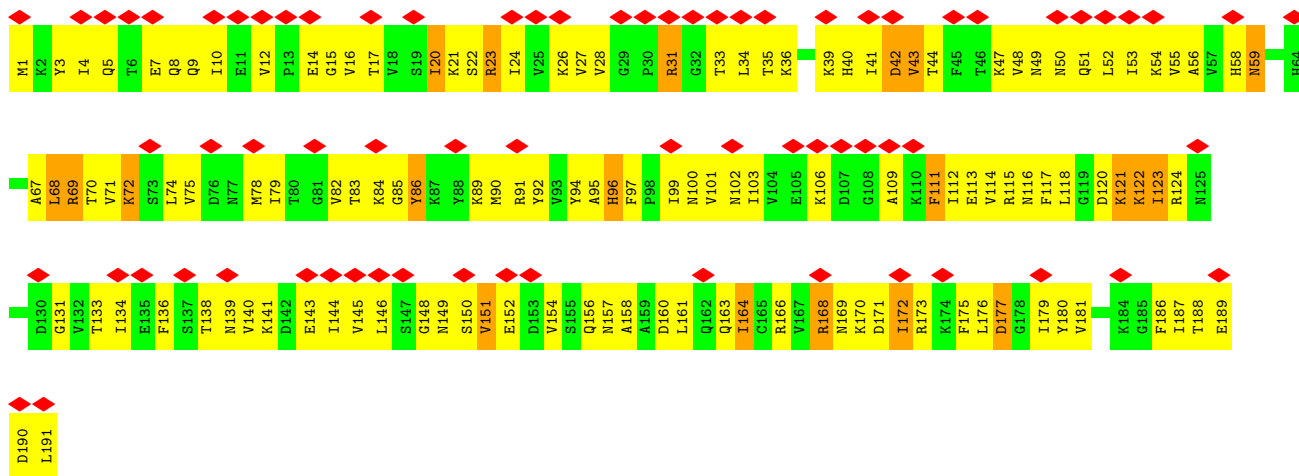 M1 K2 Y3 I4 Q5 T6 E7 Q8 Q9 I10 E11 V12 P13 E14 G15 V16 T17 V18 S19 I20 K21 S22 R23 I24 V25 K26 V27 V28 G29 P30 R31 G32 T33 L34 T35 K36 K39 H40 I41 D42 V43 T44 F45 T46 K47 V48 N49 N50 Q51 L52 I53 K54 V55 A56 V57 H58 N59 H64
A67 L68 R69 T70 V71 K72 S73 L74 V75 D76 N77 M78 I79 T80 G81 V82 T83 K84 G85 Y86 K87 Y88 K89 M90 R91 Y92 V93 Y94 A95 H96 F97 P98 I99 N100 V101 N102 I103 V104 E105 K106 D107 G108 A109 K110 F111 I112 E113 V114 R115 N116 F117 L118 G119 D120 K121 K122 I123 R124 N125
D130 G131 V132 T133 I134 E135 F136 S137 T138 N139 V140 K141 D142 E143 I144 V145 L146 S147 G148 N149 S150 V151 E152 D153 V154 S155 Q156 N157 A158 A159 D160 L161 Q162 Q163 I164 C165 R166 V167 R168 N169 K170 D171 I172 R173 K174 F175 L176 D177 G178 I179 Y180 V181 K184 G185 F186 I187 T188 E189
D190 L191